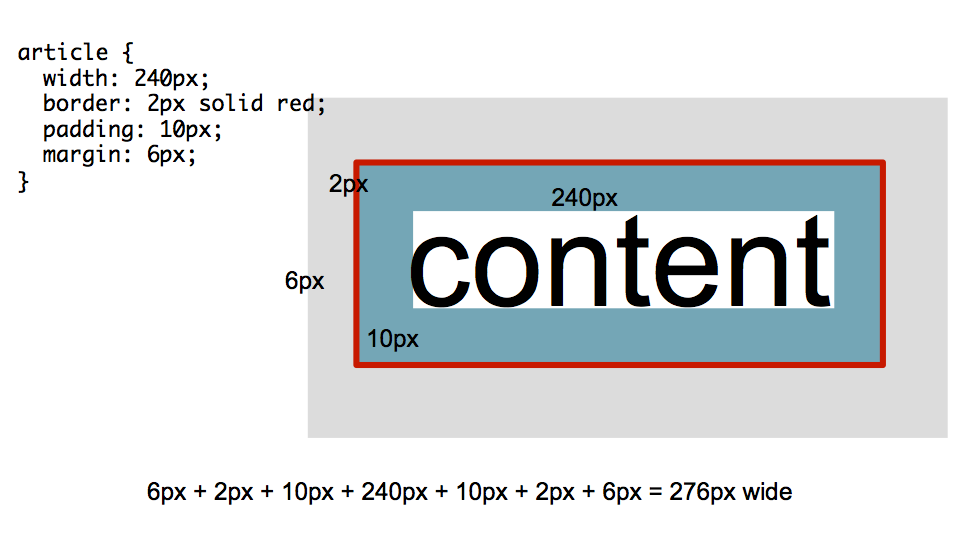 article {
  width: 240px;
  border: 2px solid red;
  padding: 10px;
  margin: 6px;
}
2px
240px
content
6px
10px
6px + 2px + 10px + 240px + 10px + 2px + 6px = 276px wide